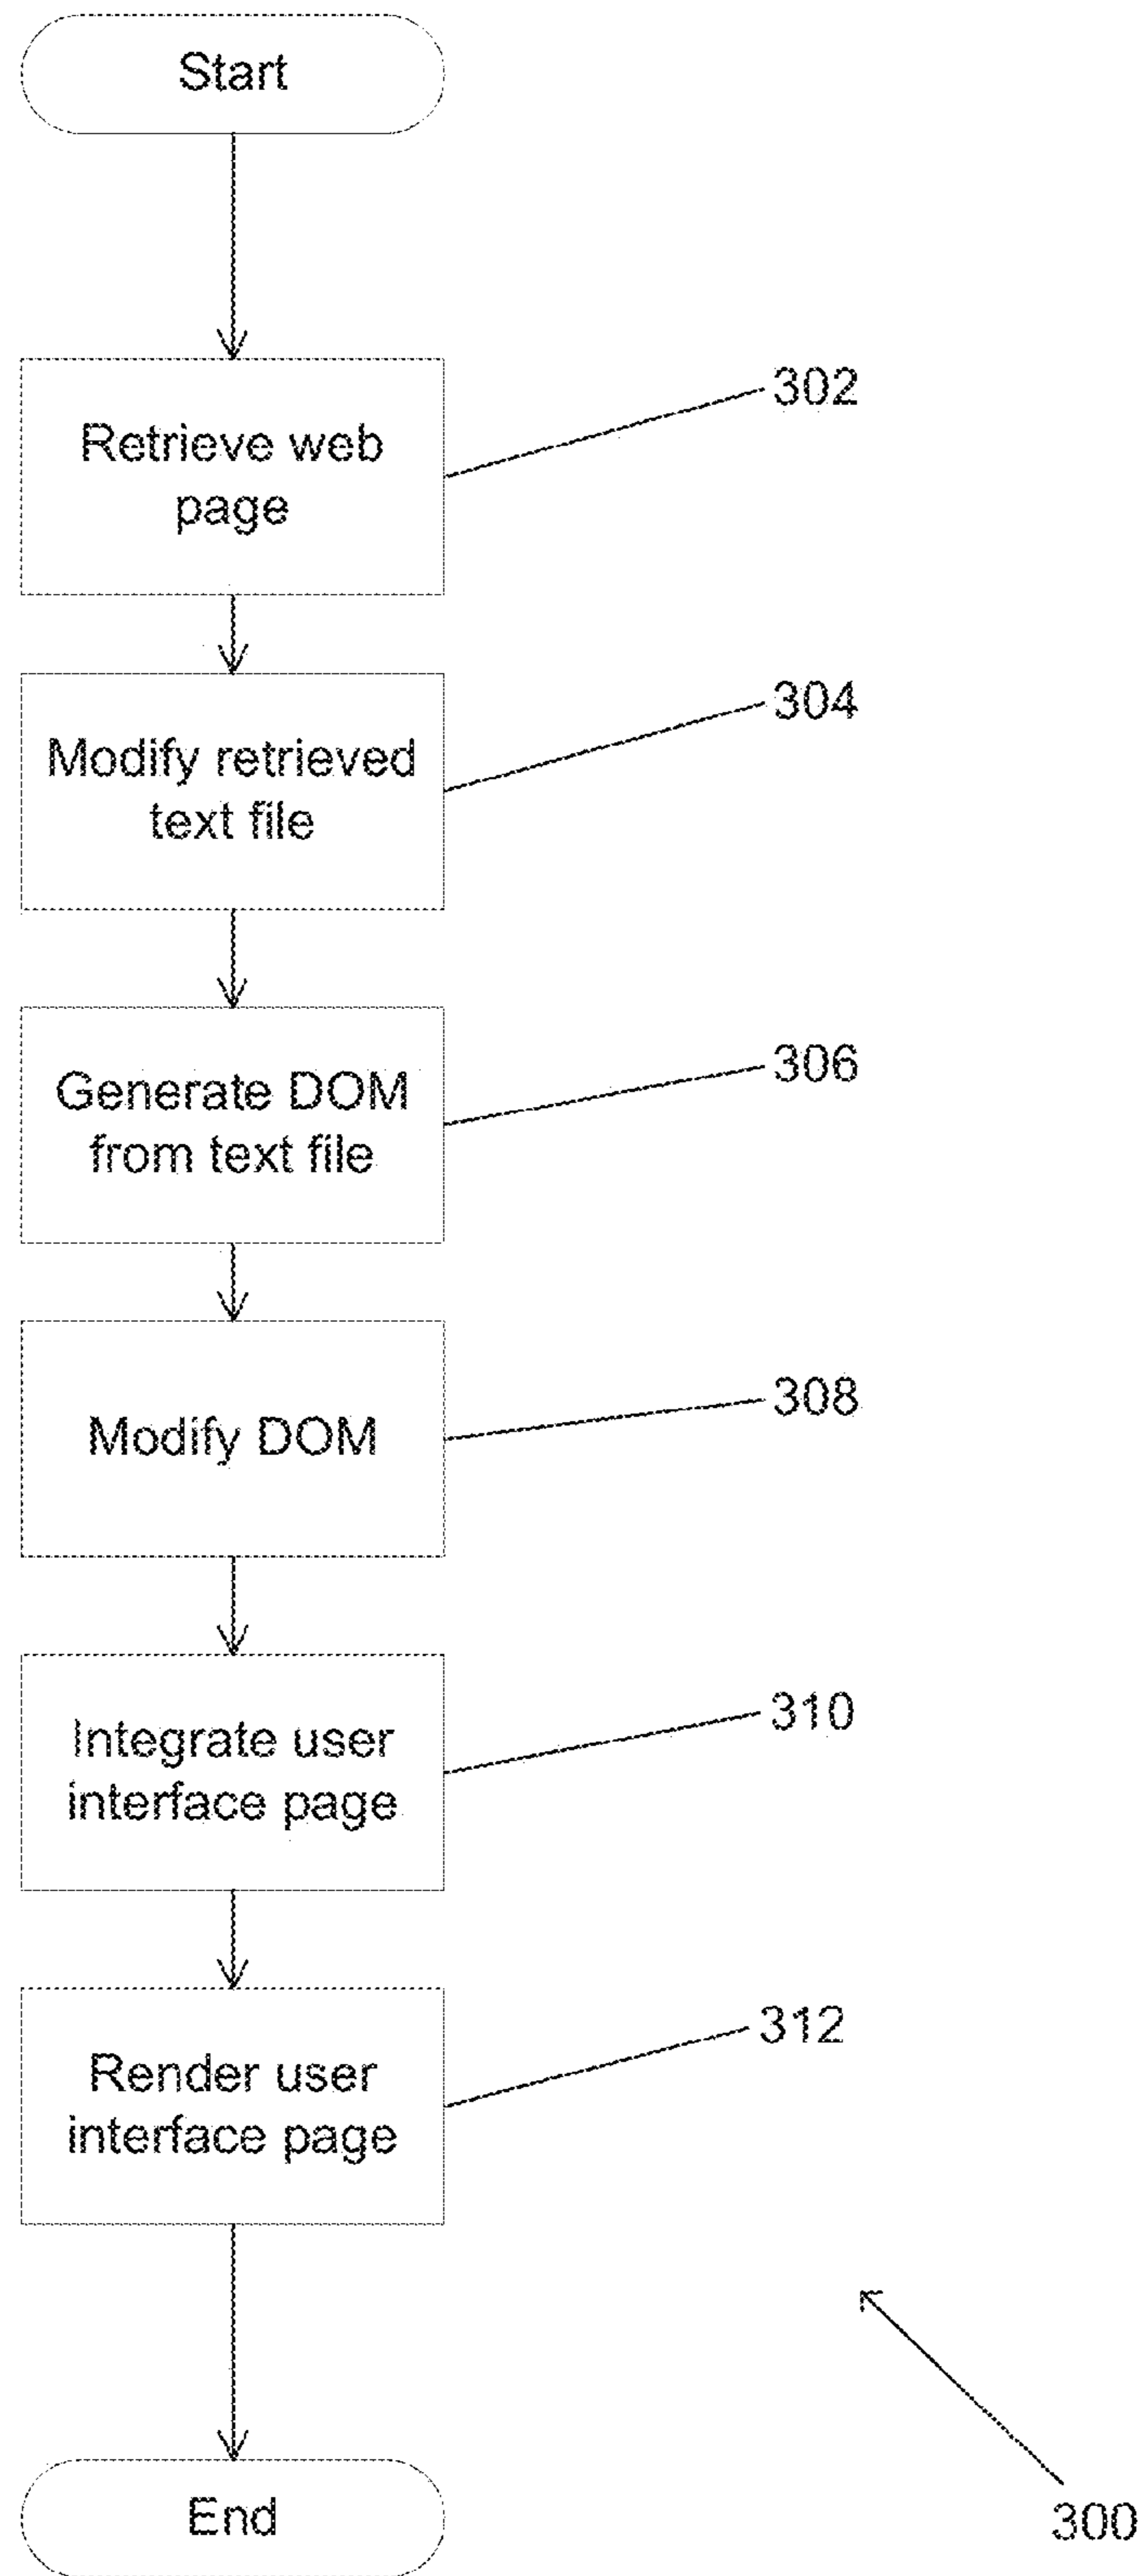 Start
Retrieve web
page
302
Modify retrieved
text file
304
Generate DOM
from text file
306
Modify DOM
308
Integrate user
interface page
310
Render user
interface page
312
End
300